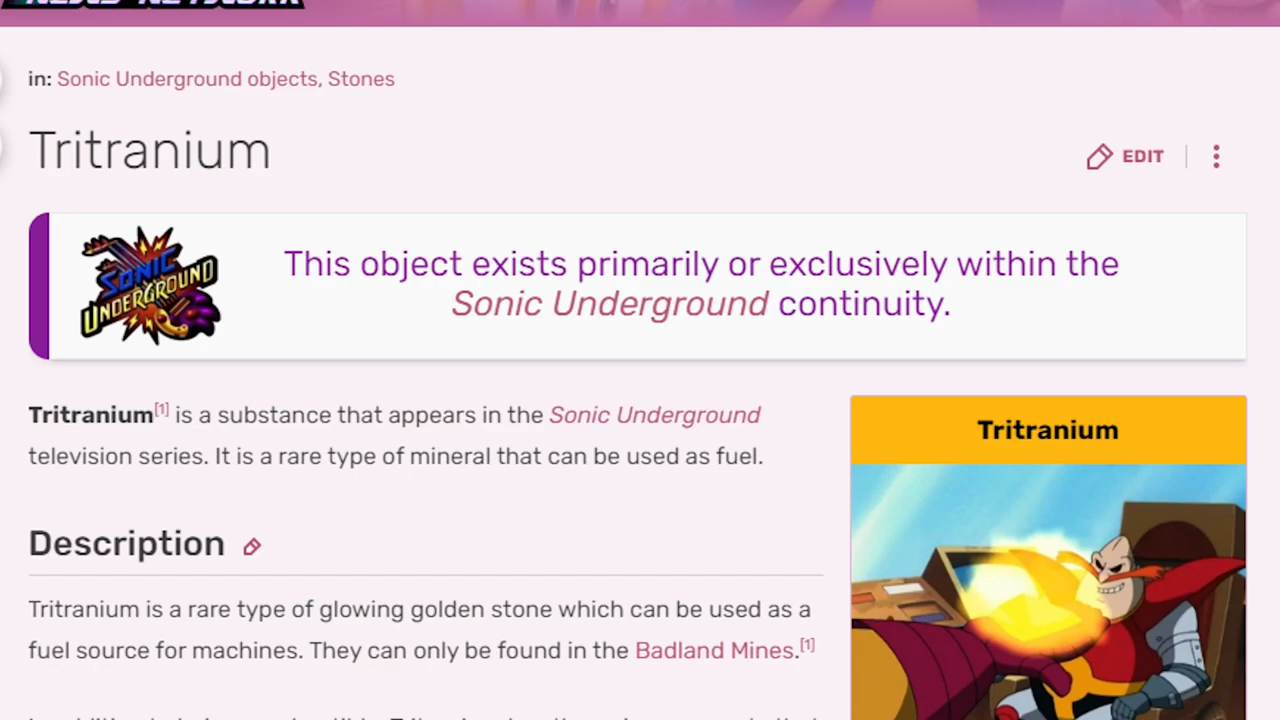 in: Sonic Underground objects, Stones
Tritranium
EDIT
SONIC
UNDERGROUND
This object exists primarily or exclusively within the
Sonic Underground continuity.
Tritranium[1] is a substance that appears in the Sonic Underground
television series. It is a rare type of mineral that can be used as fuel.
Tritranium
Description
Tritranium is a rare type of glowing golden stone which can be used as a
fuel source for machines. They can only be found in the Badland Mines.[1]